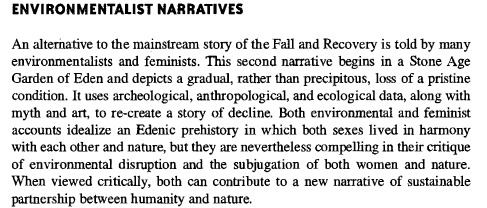 ENVIRONMENTALIST NARRATIVES
An alternative to the mainstream story of the Fall and Recovery is told by many
environmentalists and feminists. This second narrative begins in a Stone Age
Garden of Eden and depicts a gradual, rather than precipitous, loss of a pristine
condition. It uses archeological, anthropological, and ecological data, along with
myth and art, to re-create a story of decline. Both environmental and feminist
accounts idealize an Edenic prehistory in which both sexes lived in harmony
with each other and nature, but they are nevertheless compelling in their critique
of environmental disruption and the subjugation of both women and nature.
When viewed critically, both can contribute to a new narrative of sustainable
partnership between humanity and nature.